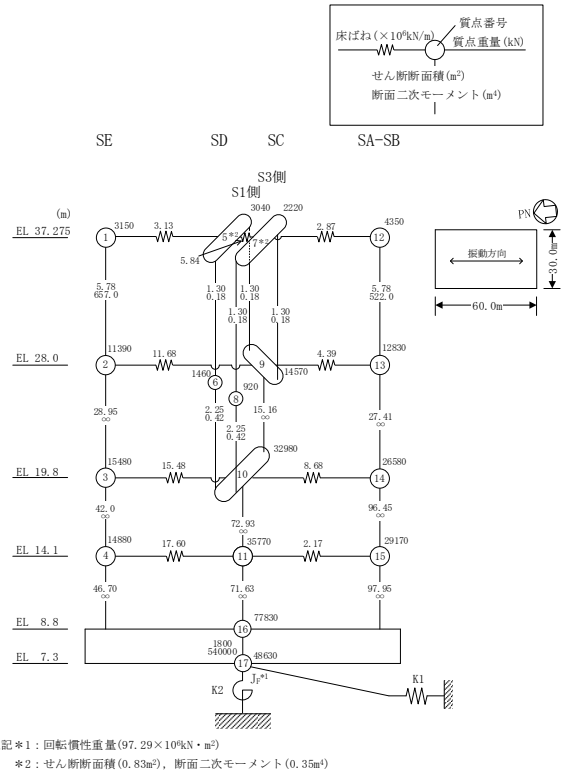 床ばね(×10⁶kN/m)
質点番号
質点重量(kN)
せん断断面積(m²)
断面二次モーメント(m⁴)
SE
SD
SC
SA-SB
S3側
S1側
(m)
3040
2220
PN
EL 37.275
1
3150
3.13
5*²
7*²
2.87
4350
12
5.84
振動方向
30.0m
60.0m
5.78
657.0
1.30
0.18
1.30
0.18
1.30
0.18
1.30
0.18
5.78
522.0
EL 28.0
2
11390
11.68
9
4.39
12830
13
1460
6
920
8
14570
28.95
∞
2.25
0.42
2.25
0.42
15.16
∞
27.41
∞
EL 19.8
3
15480
15.48
10
32980
8.68
26580
14
42.0
∞
72.93
∞
96.45
∞
EL 14.1
4
14880
17.60
11
35770
2.17
29170
15
46.70
∞
71.63
∞
97.95
∞
EL 8.8
16
77830
1800
540000
EL 7.3
17
48630
K2
J_F*¹
K1
記*1：回転慣性重量(97.29×10⁶kN・m²)
*2：せん断断面積(0.83m²)，断面二次モーメント(0.35m⁴)